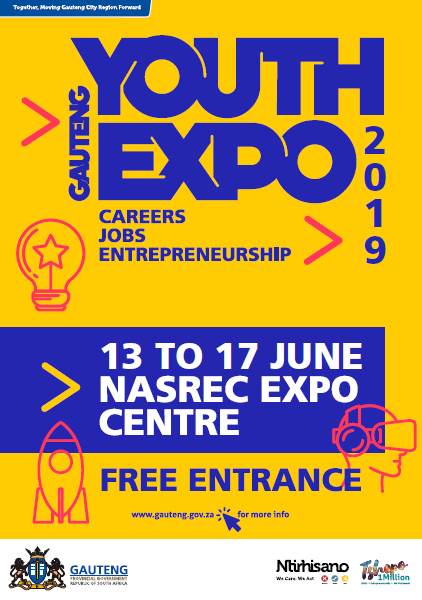 Together, Moving Gauteng City Region Forward
GAUTENG
YOUTH
EXPO
2019
CAREERS
JOBS
ENTREPRENEURSHIP
13 TO 17 JUNE
NASREC EXPO
CENTRE
FREE ENTRANCE
www.gauteng.gov.za for more info
GAUTENG
PROVINCIAL GOVERNMENT
REPUBLIC OF SOUTH AFRICA
Ntirhisano
We Care. We Act
Tshepo
1Million